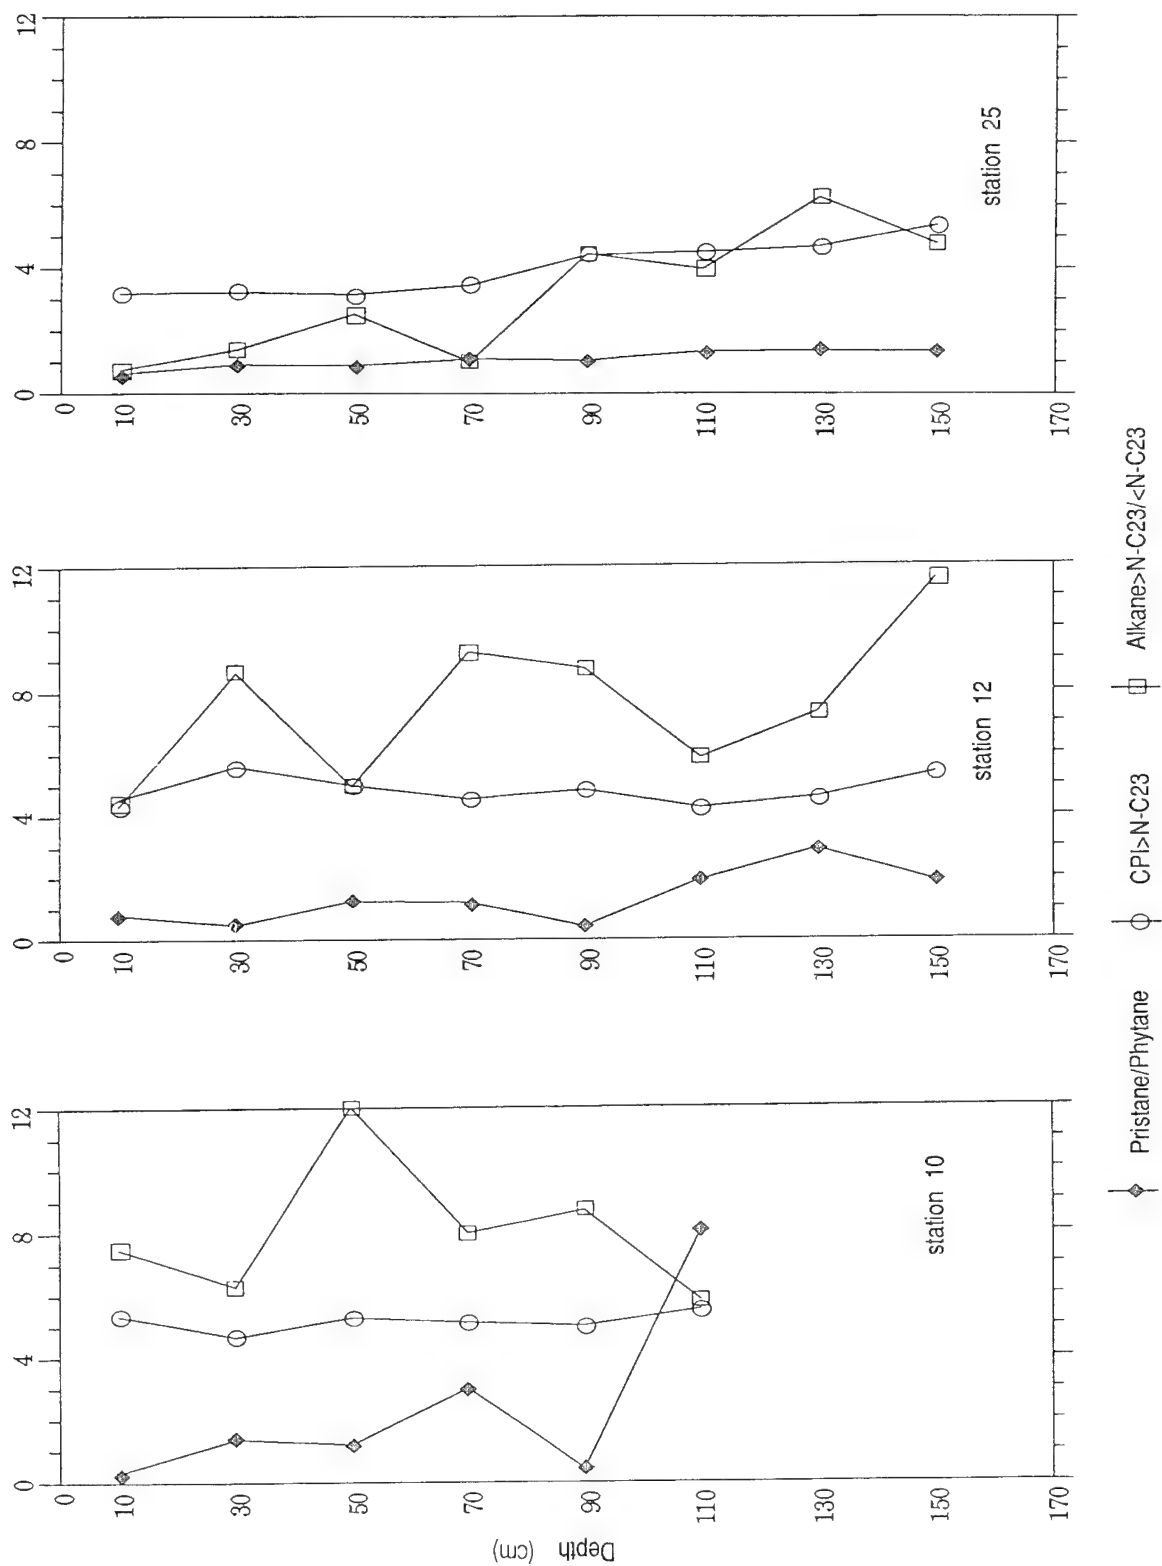 0 4 8 12 0 4 8 12 0 4 8 12
0 0 0
10 10 10
30 30 30
50 50 50
70 70 70
90 90 90
110 110 110
130 130 130
150 150 150
170 170 170
Depth
(cm)
station 10
station 12
station 25
Pristane/Phytane CPI>N-C23 Alkane>N-C23/<N-C23